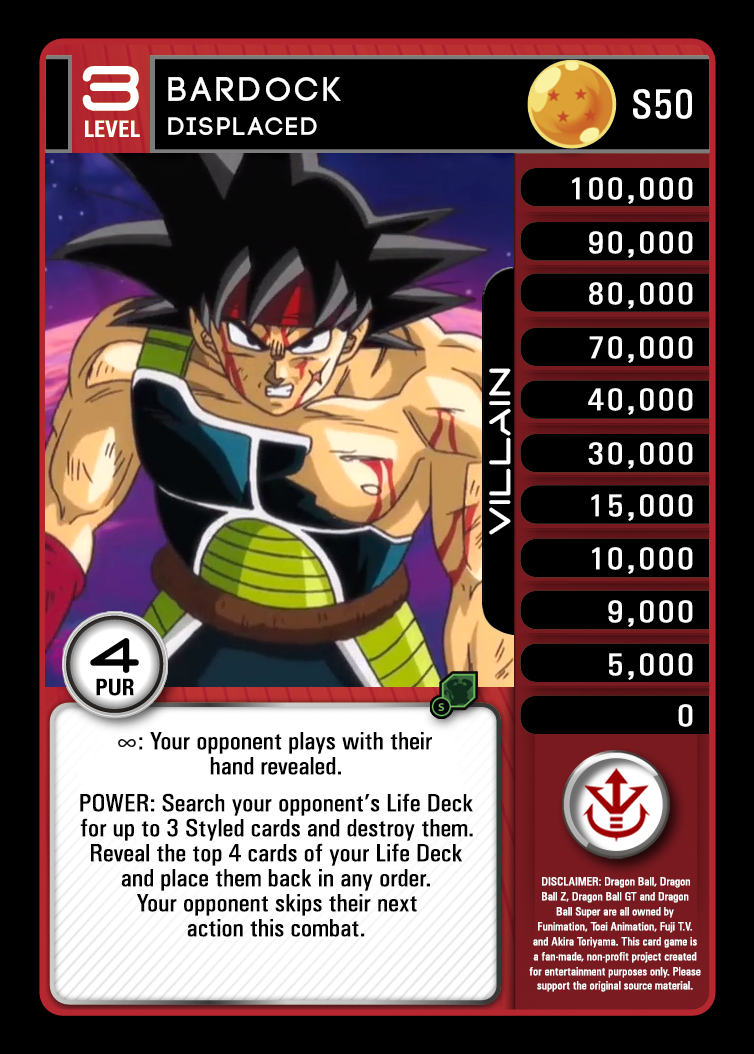 3
LEVEL
BARDOCK
DISPLACED
S50
100,000
90,000
80,000
70,000
40,000
30,000
15,000
10,000
9,000
5,000
0
VILLAIN
4
PUR
S
∞: Your opponent plays with their
hand revealed.
POWER: Search your opponent's Life Deck
for up to 3 Styled cards and destroy them.
Reveal the top 4 cards of your Life Deck
and place them back in any order.
Your opponent skips their next
action this combat.
DISCLAIMER: Dragon Ball, Dragon
Ball Z, Dragon Ball GT and Dragon
Ball Super are all owned by
Funimation, Toei Animation, Fuji T.V.
and Akira Toriyama. This card game is
a fan-made, non-profit project created
for entertainment purposes only. Please
support the original source material.